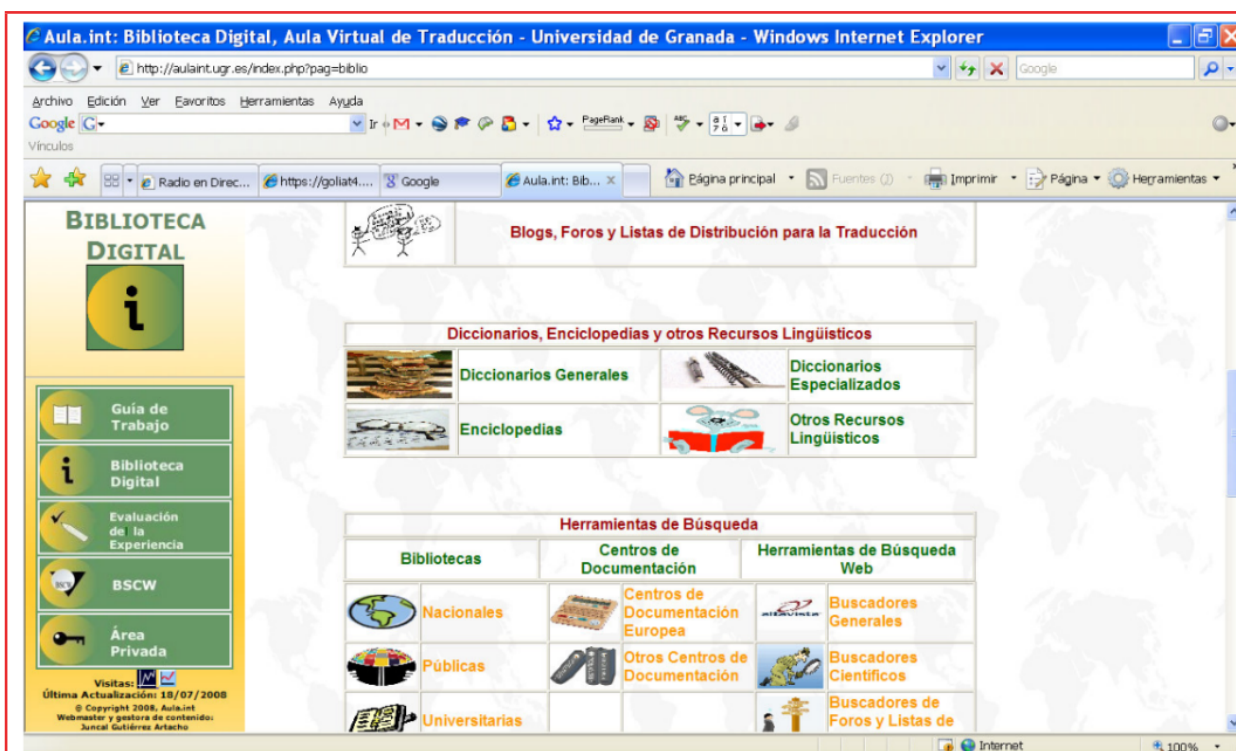 Aula.int: Biblioteca Digital, Aula Virtual de Traducción - Universidad de Granada - Windows Internet Explorer
http://aulaint.ugr.es/index.php?pag=biblio
Google
Archivo Edición Ver Favoritos Herramientas Ayuda
Google G Ir PageRank
Vínculos
Radio en Direc... https://goliat4.... Google Aula.int: Bib... Página principal Fuentes (J) Imprimir Página Herramientas
BIBLIOTECA
DIGITAL
i
Guía de
Trabajo
i
Biblioteca
Digital
Evaluación
de la
Experiencia
BSCW
Área
Privada
Visitas:
Última Actualización: 18/07/2008
© Copyright 2008, Aula.int
Webmaster y gestora de contenido:
Juncal Gutiérrez Artacho
Blogs, Foros y Listas de Distribución para la Traducción
Diccionarios, Enciclopedias y otros Recursos Lingüísticos
Diccionarios Generales
Diccionarios
Especializados
Enciclopedias
Otros Recursos
Lingüísticos
Herramientas de Búsqueda
Bibliotecas
Centros de
Documentación
Herramientas de Búsqueda
Web
Nacionales
Centros de
Documentación
Europea
altavista
Buscadores
Generales
Públicas
Otros Centros de
Documentación
Buscadores
Científicos
Universitarias
Buscadores de
Foros y Listas de
Internet
100%